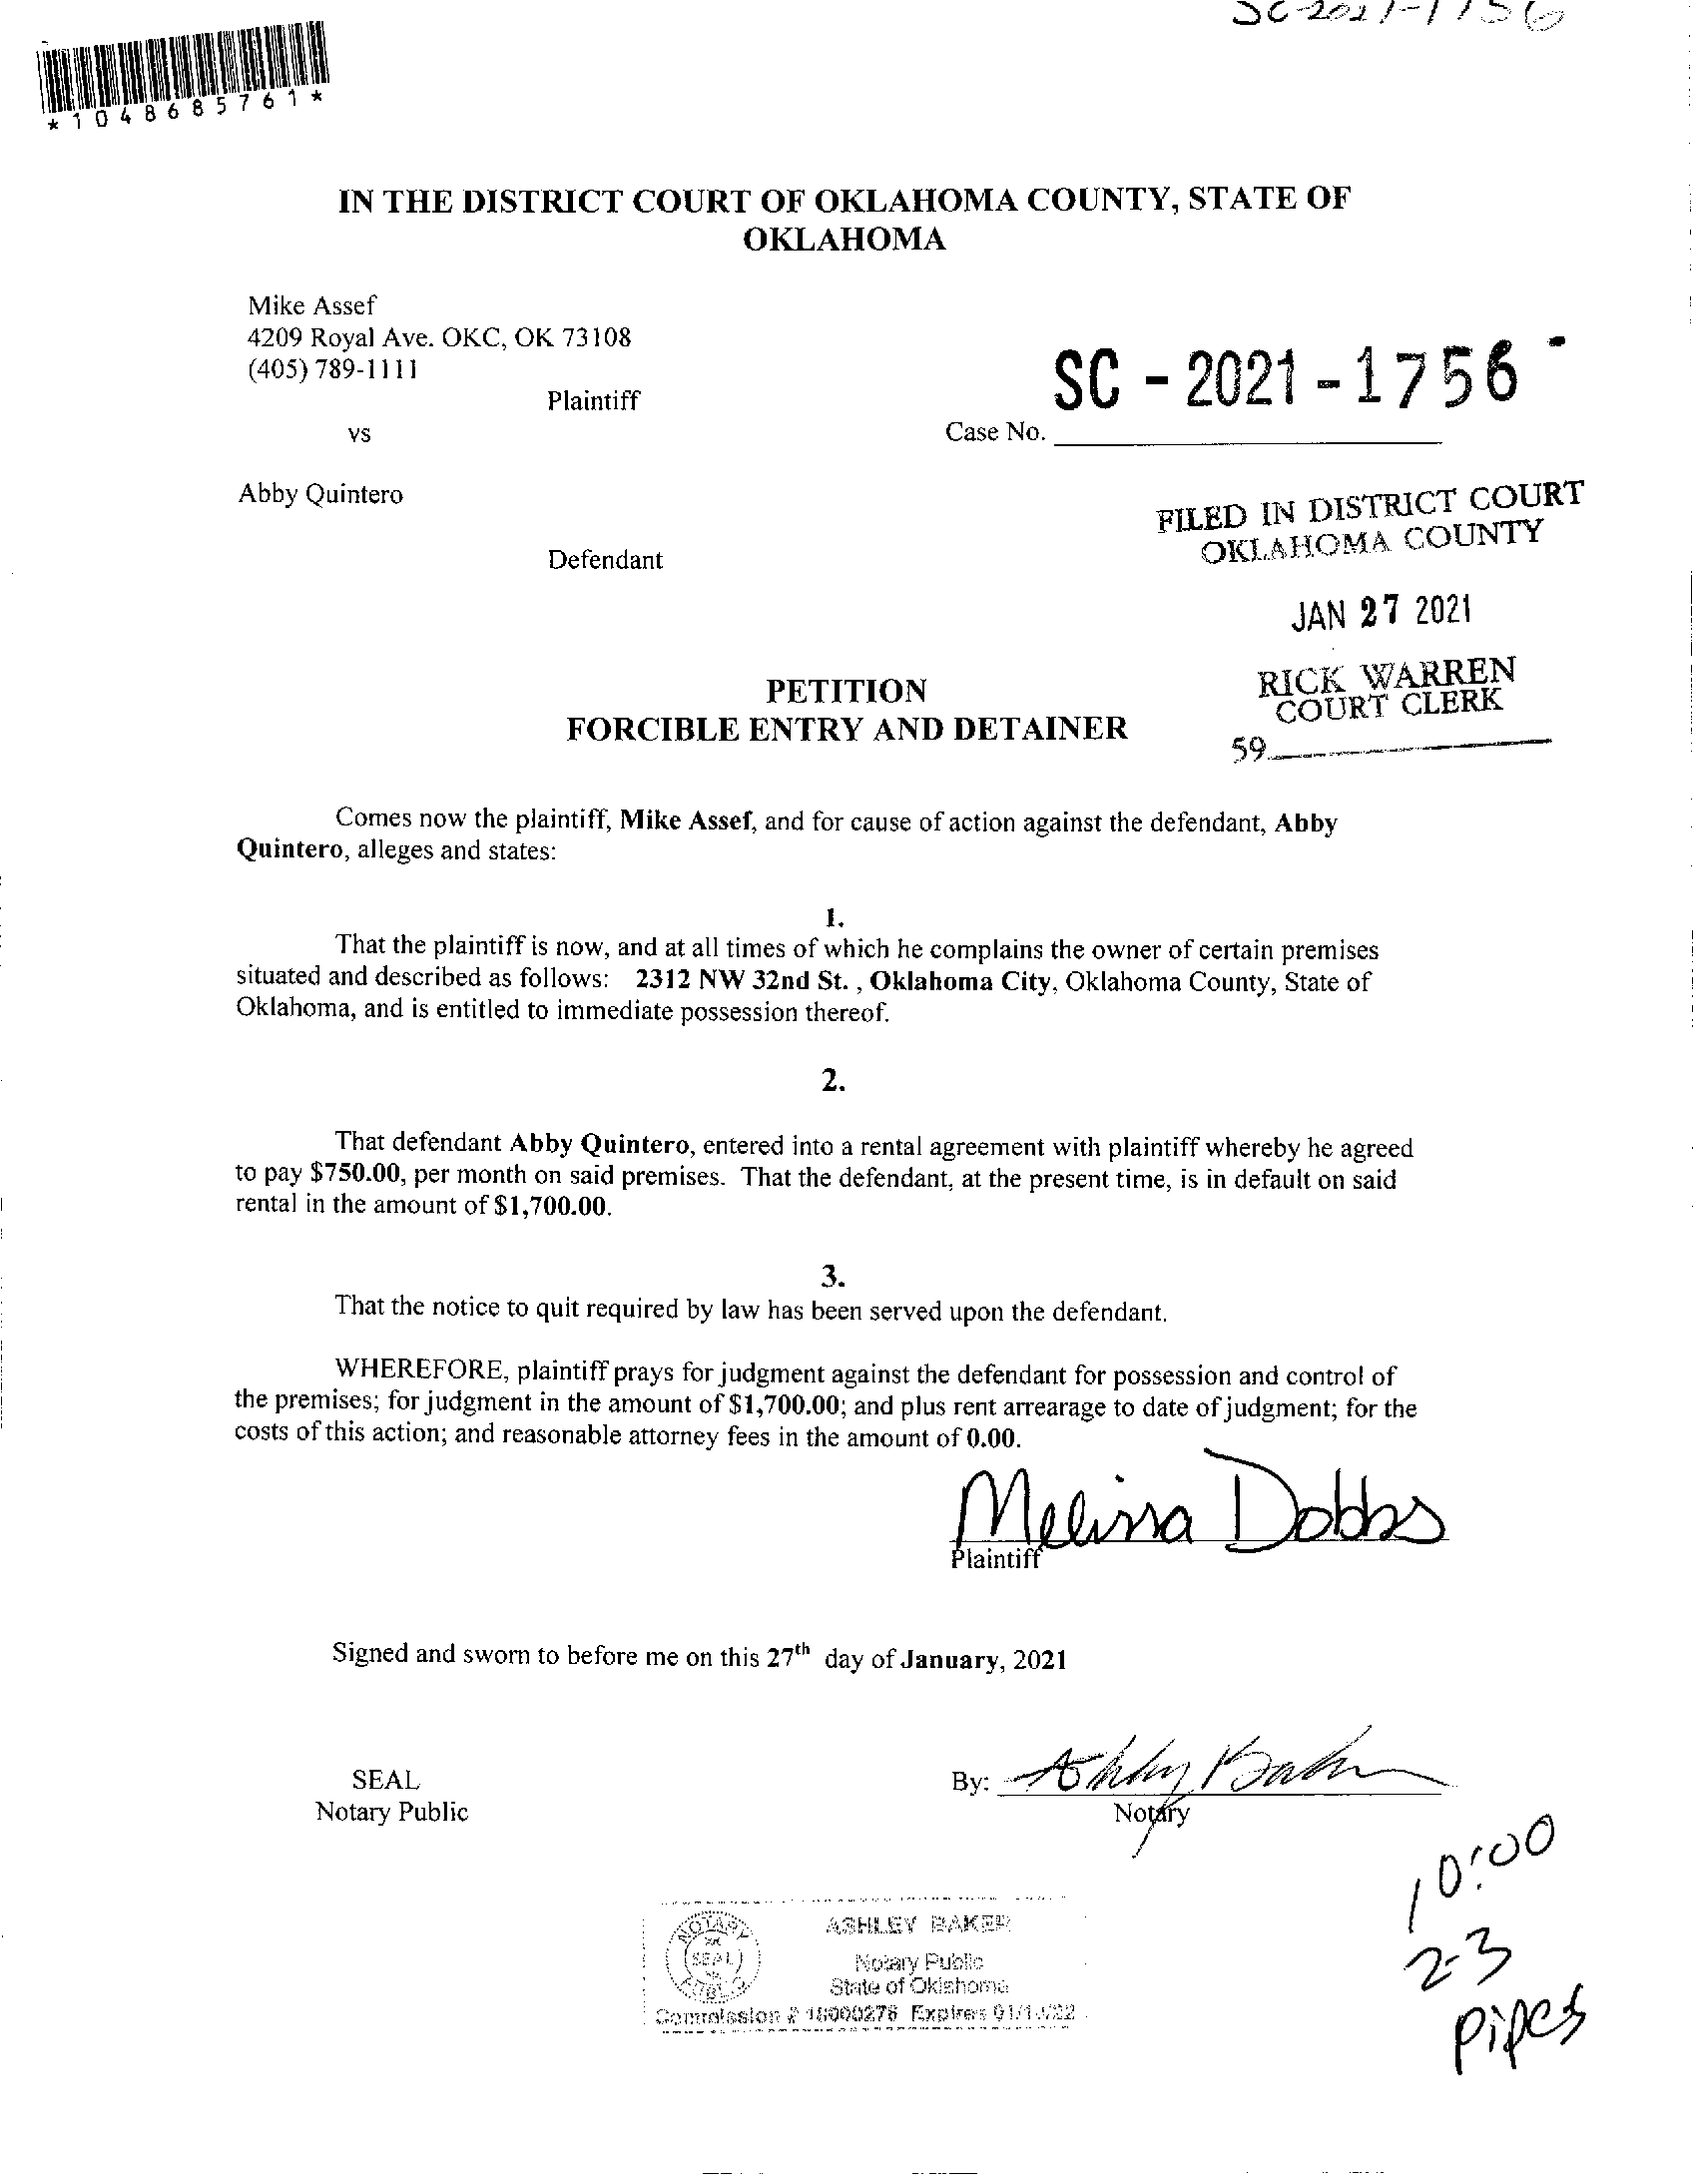 SC-2021-1756
*1048685761*
IN THE DISTRICT COURT OF OKLAHOMA COUNTY, STATE OF
OKLAHOMA
Mike Assef
4209 Royal Ave. OKC, OK 73108
(405) 789-1111
Plaintiff
SC - 2021 - 1756
vs
Case No.
Abby Quintero
FILED IN DISTRICT COURT
OKLAHOMA COUNTY
Defendant
JAN 27 2021
RICK WARREN
COURT CLERK
59
PETITION
FORCIBLE ENTRY AND DETAINER
Comes now the plaintiff, Mike Assef, and for cause of action against the defendant, Abby
Quintero, alleges and states:
1.
That the plaintiff is now, and at all times of which he complains the owner of certain premises
situated and described as follows: 2312 NW 32nd St. , Oklahoma City, Oklahoma County, State of
Oklahoma, and is entitled to immediate possession thereof.
2.
That defendant Abby Quintero, entered into a rental agreement with plaintiff whereby he agreed
to pay $750.00, per month on said premises. That the defendant, at the present time, is in default on said
rental in the amount of $1,700.00.
3.
That the notice to quit required by law has been served upon the defendant.
WHEREFORE, plaintiff prays for judgment against the defendant for possession and control of
the premises; for judgment in the amount of $1,700.00; and plus rent arrearage to date of judgment; for the
costs of this action; and reasonable attorney fees in the amount of 0.00.
Melissa Dobbs
Plaintiff
Signed and sworn to before me on this 27th day of January, 2021
SEAL
Notary Public
By: Ashley Baker
Notary
10:00
2-3
Pipes
NOTARY
SEAL
PUBLIC
ASHLEY BAKER
Notary Public
State of Oklahoma
Commission # 18000278 Expires